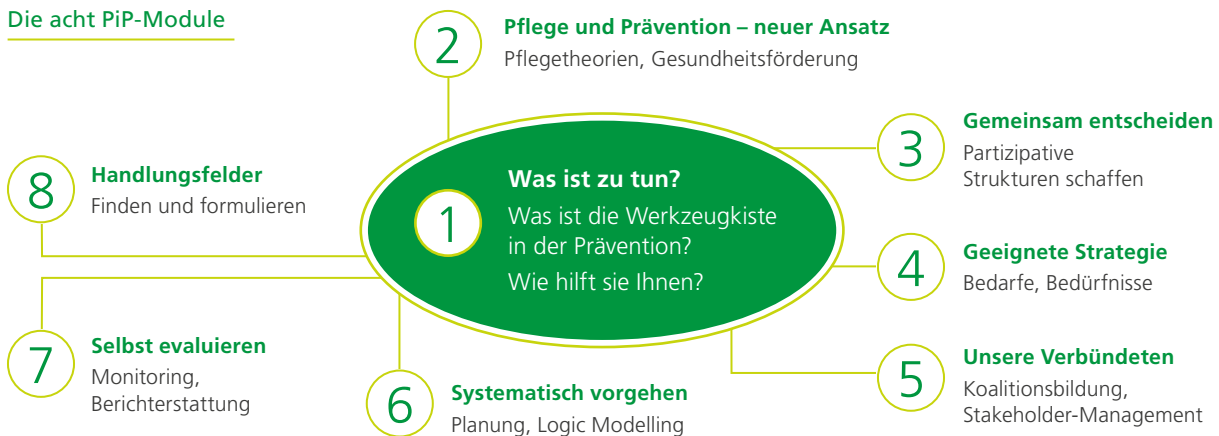 Die acht PiP-Module
1
Was ist zu tun?
Was ist die Werkzeugkiste
in der Prävention?
Wie hilft sie Ihnen?
2
Pflege und Prävention – neuer Ansatz
Pflegetheorien, Gesundheitsförderung
3
Gemeinsam entscheiden
Partizipative
Strukturen schaffen
4
Geeignete Strategie
Bedarfe, Bedürfnisse
5
Unsere Verbündeten
Koalitionsbildung,
Stakeholder-Management
6
Systematisch vorgehen
Planung, Logic Modelling
7
Selbst evaluieren
Monitoring,
Berichterstattung
8
Handlungsfelder
Finden und formulieren